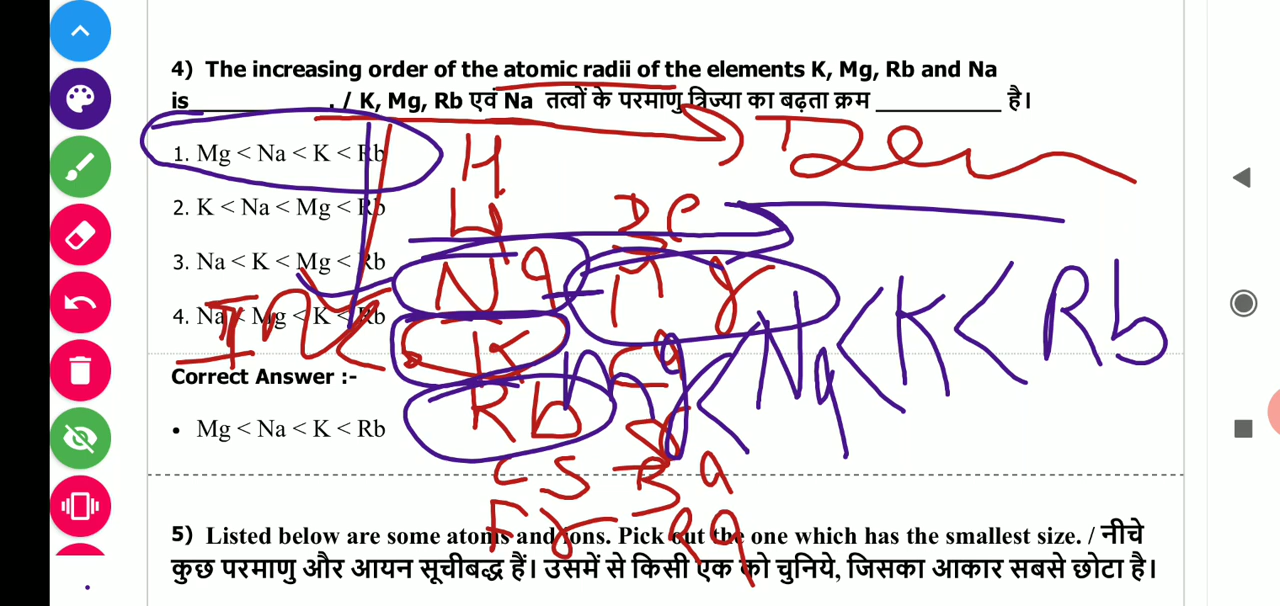 4) The increasing order of the atomic radii of the elements K, Mg, Rb and Na
is____________ . / K, Mg, Rb एवं Na तत्वों के परमाणु त्रिज्या का बढ़ता क्रम ____________ है।
1. Mg < Na < K < Rb
2. K < Na < Mg < Rb
3. Na < K < Mg < Rb
4. Na < Mg < K < Rb
Correct Answer :-
• Mg < Na < K < Rb
5) Listed below are some atoms and ions. Pick out the one which has the smallest size. / नीचे
कुछ परमाणु और आयन सूचीबद्ध हैं। उसमें से किसी एक को चुनिये, जिसका आकार सबसे छोटा है।
H
Li Be
Na Mg
K Ca
Rb Sr
Cs Ba
Fr Ra
Mg < Na < K < Rb